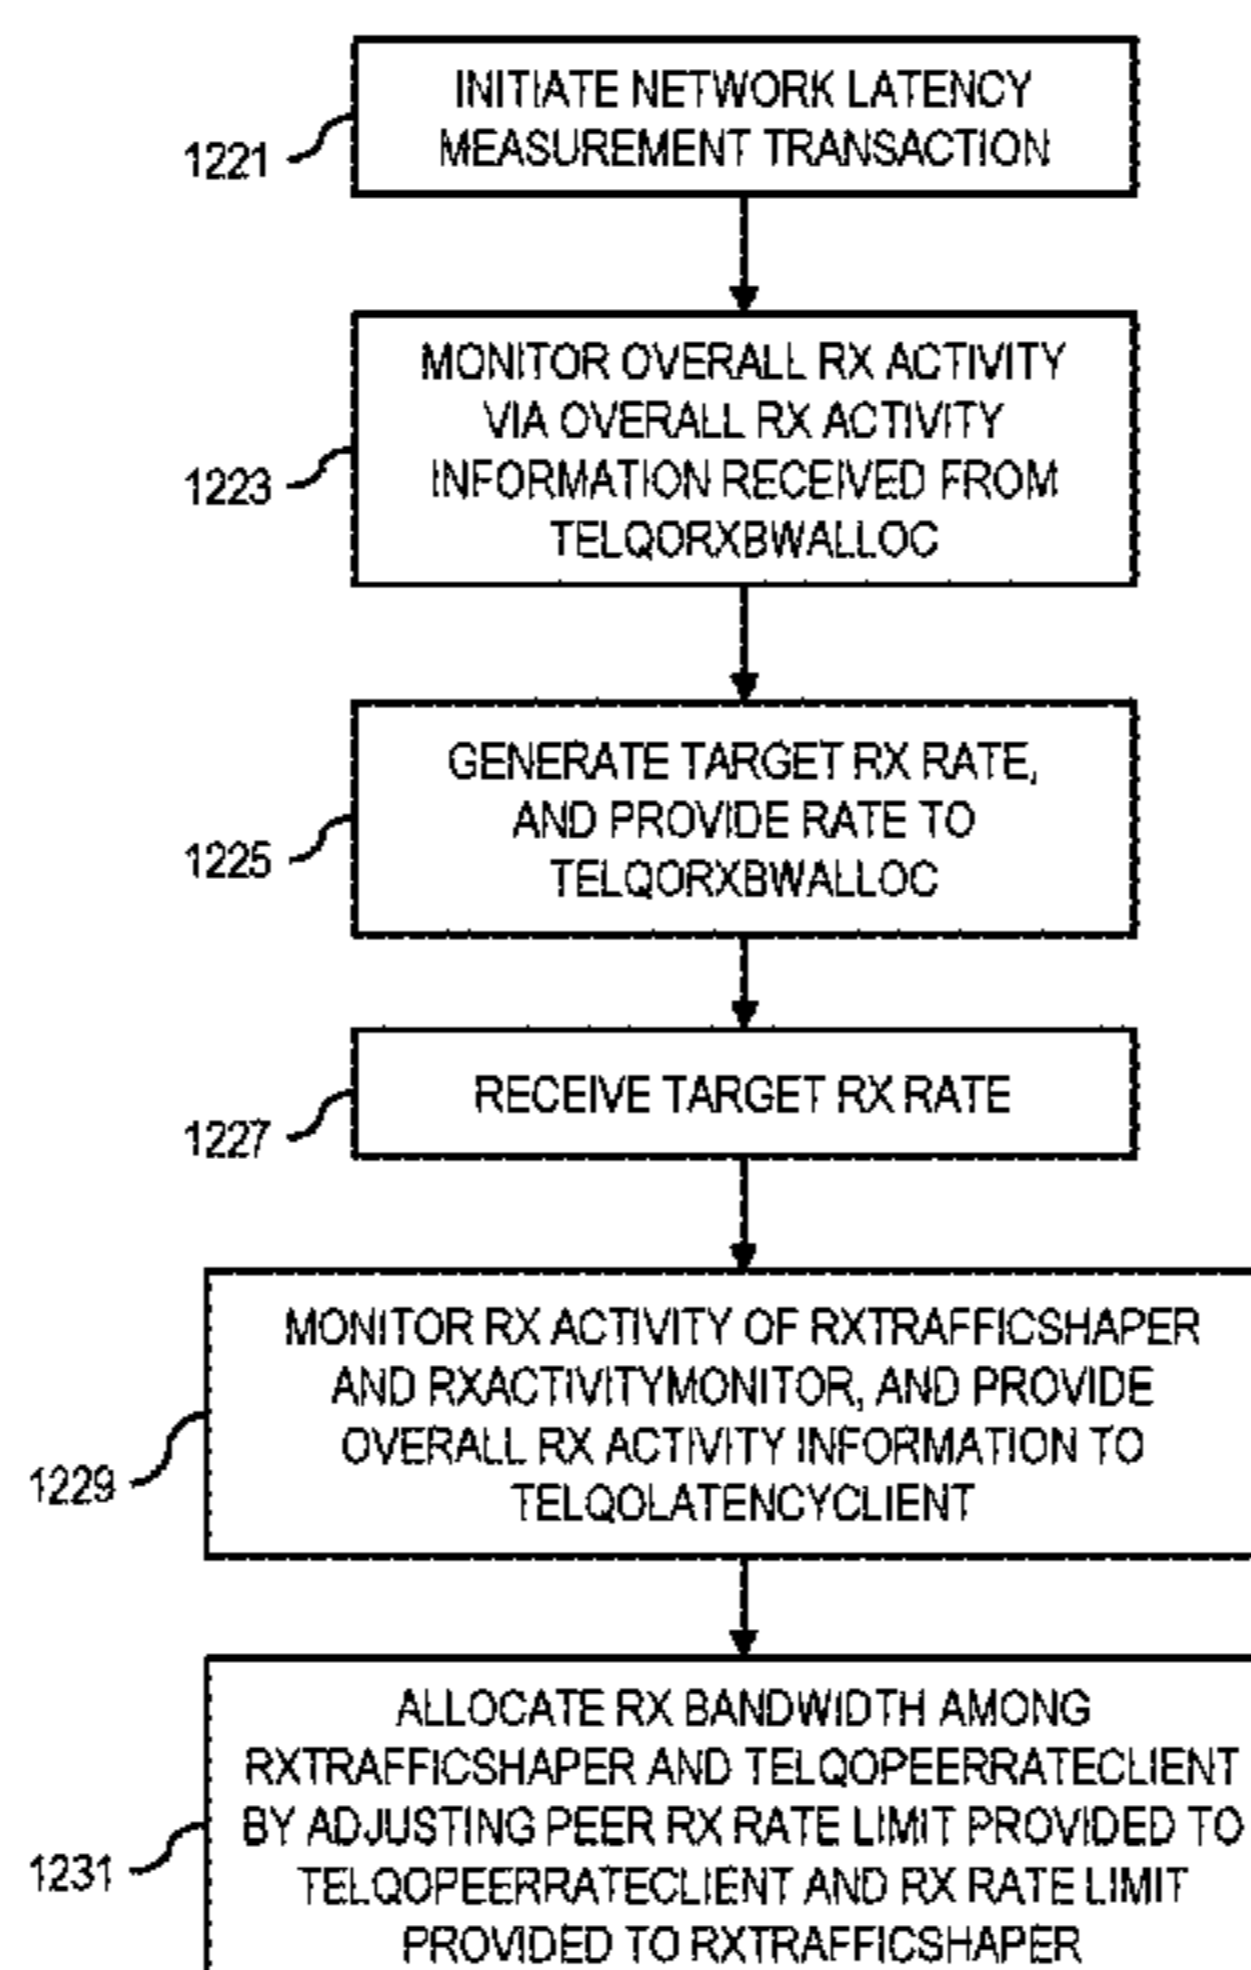 INITIATE NETWORK LATENCY
MEASUREMENT TRANSACTION
1221
MONITOR OVERALL RX ACTIVITY
VIA OVERALL RX ACTIVITY
INFORMATION RECEIVED FROM
TELQORXBWALLOC
1223
GENERATE TARGET RX RATE,
AND PROVIDE RATE TO
TELQORXBWALLOC
1225
RECEIVE TARGET RX RATE
1227
MONITOR RX ACTIVITY OF RXTRAFFICSHAPER
AND RXACTIVITYMONITOR, AND PROVIDE
OVERALL RX ACTIVITY INFORMATION TO
TELQOLATENCYCLIENT
1229
ALLOCATE RX BANDWIDTH AMONG
RXTRAFFICSHAPER AND TELQOPEERRATECLIENT
BY ADJUSTING PEER RX RATE LIMIT PROVIDED TO
TELQOPEERRATECLIENT AND RX RATE LIMIT
PROVIDED TO RXTRAFFICSHAPER
1231